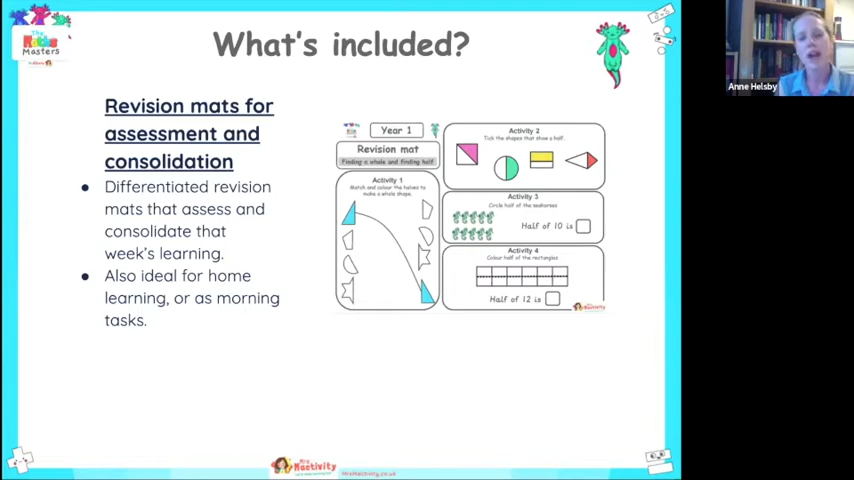 The
Maths
Masters
What's included?
Anne Helsby
Revision mats for
assessment and
consolidation
● Differentiated revision
mats that assess and
consolidate that
week's learning.
● Also ideal for home
learning, or as morning
tasks.
Year 1
Revision mat
Finding a whole and finding half
Activity 1
Match and colour the halves to
make a whole shape.
Activity 2
Tick the shapes that show a half.
Activity 3
Circle half of the seahorses
Half of 10 is
Activity 4
Colour half of the rectangles
Half of 12 is
Mrs
Mactivity
MrsMactivity.co.uk